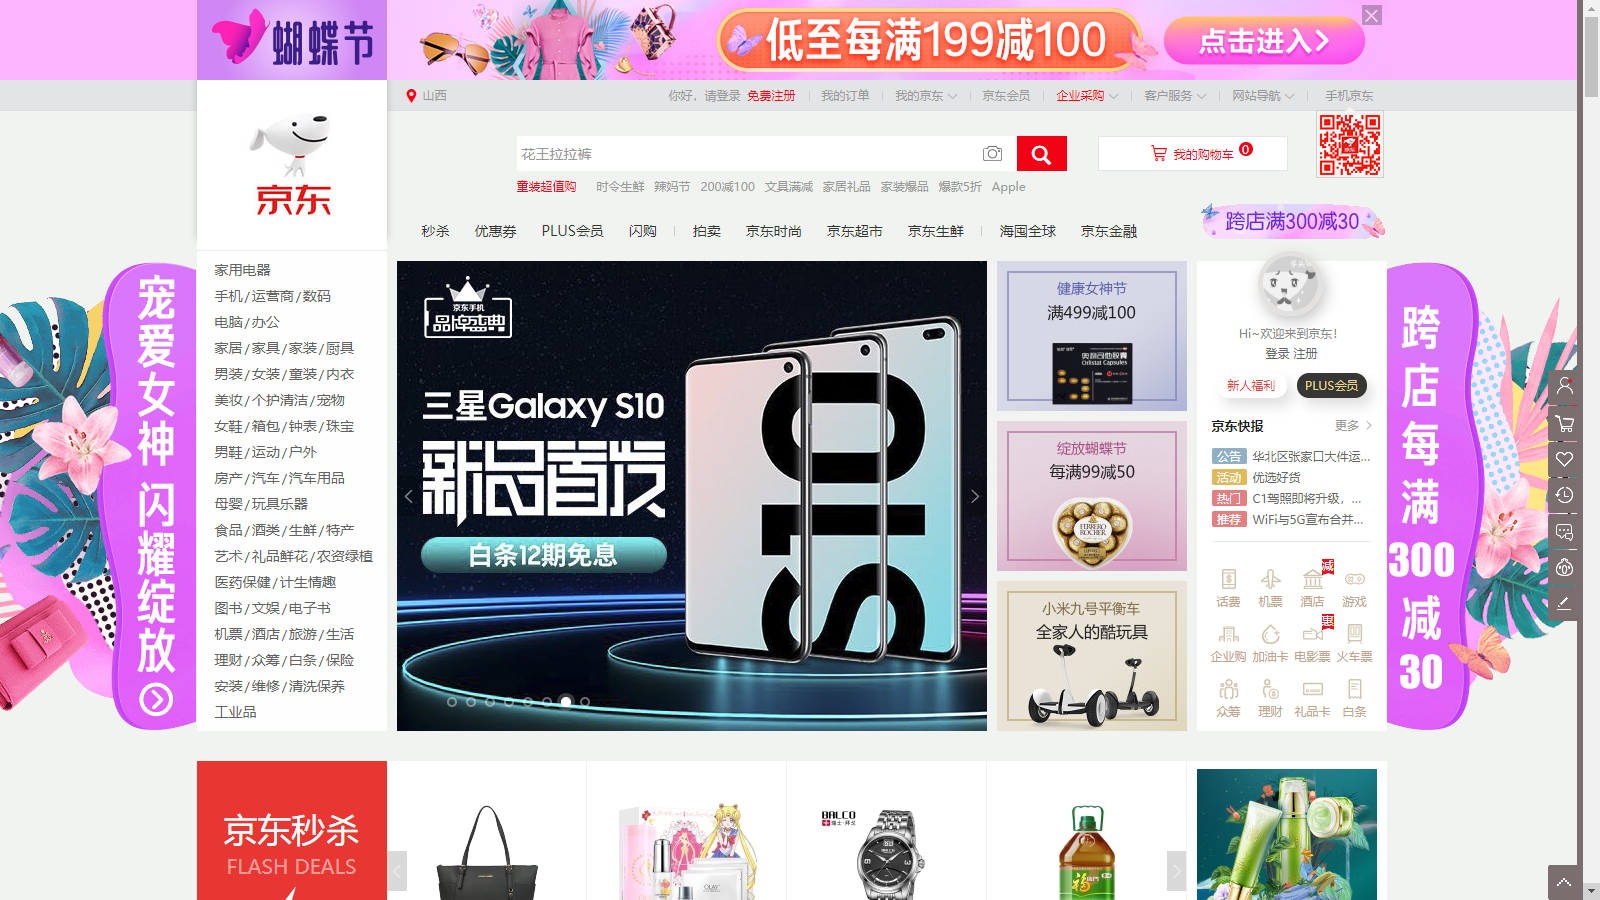 蝴蝶节
低至每满199减100
点击进入
山西
你好，请登录 免费注册
我的订单
我的京东
京东会员
企业采购
客户服务
网站导航
手机京东
京东
花王拉拉裤
我的购物车 0
童装超值购 时令生鲜 辣妈节 200减100 文具满减 家居礼品 家装爆品 爆款5折 Apple
秒杀 优惠券 PLUS会员 闪购 拍卖 京东时尚 京东超市 京东生鲜 海囤全球 京东金融
跨店满300减30
家用电器
手机/运营商/数码
电脑/办公
家居/家具/家装/厨具
男装/女装/童装/内衣
美妆/个护清洁/宠物
女鞋/箱包/钟表/珠宝
男鞋/运动/户外
房产/汽车/汽车用品
母婴/玩具乐器
食品/酒类/生鲜/特产
艺术/礼品鲜花/农资绿植
医药保健/计生情趣
图书/文娱/电子书
机票/酒店/旅游/生活
理财/众筹/白条/保险
安装/维修/清洗保养
工业品
宠爱女神 闪耀绽放
京东手机
品牌盛典
三星Galaxy S10
新品首发
白条12期免息
S10
健康女神节
满499减100
奥利司他胶囊
Orlistat Capsules
绽放蝴蝶节
每满99减50
FERRERO
ROCHER
小米九号平衡车
全家人的酷玩具
Hi~欢迎来到京东!
登录 注册
新人福利
PLUS会员
京东快报
更多
公告 华北区张家口大件运...
活动 优选好货
热门 C1驾照即将升级，...
推荐 WiFi与5G宣布合并...
减
话费 机票 酒店 游戏
惠
企业购 加油卡 电影票 火车票
众筹 理财 礼品卡 白条
跨店每满
300
减
30
京东秒杀
FLASH DEALS
BALCO
瑞士·拜戈
OLAY
福